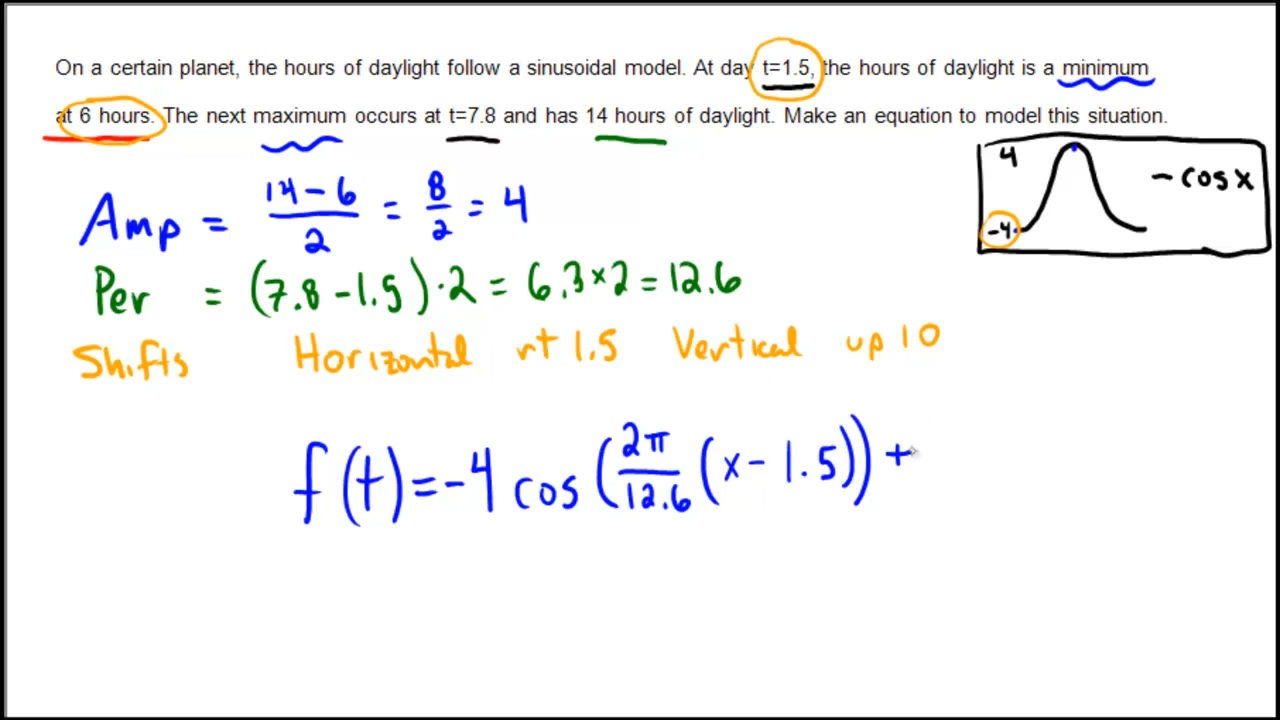 On a certain planet, the hours of daylight follow a sinusoidal model. At day t=1.5, the hours of daylight is a minimum
at 6 hours. The next maximum occurs at t=7.8 and has 14 hours of daylight. Make an equation to model this situation.
4
- cos x
-4
Amp = (14 - 6)/2 = 8/2 = 4
Per = (7.8 - 1.5) · 2 = 6.3 × 2 = 12.6
Shifts Horizontal rt 1.5 Vertical up 10
f(t) = -4 cos (2π/12.6 (x - 1.5)) +